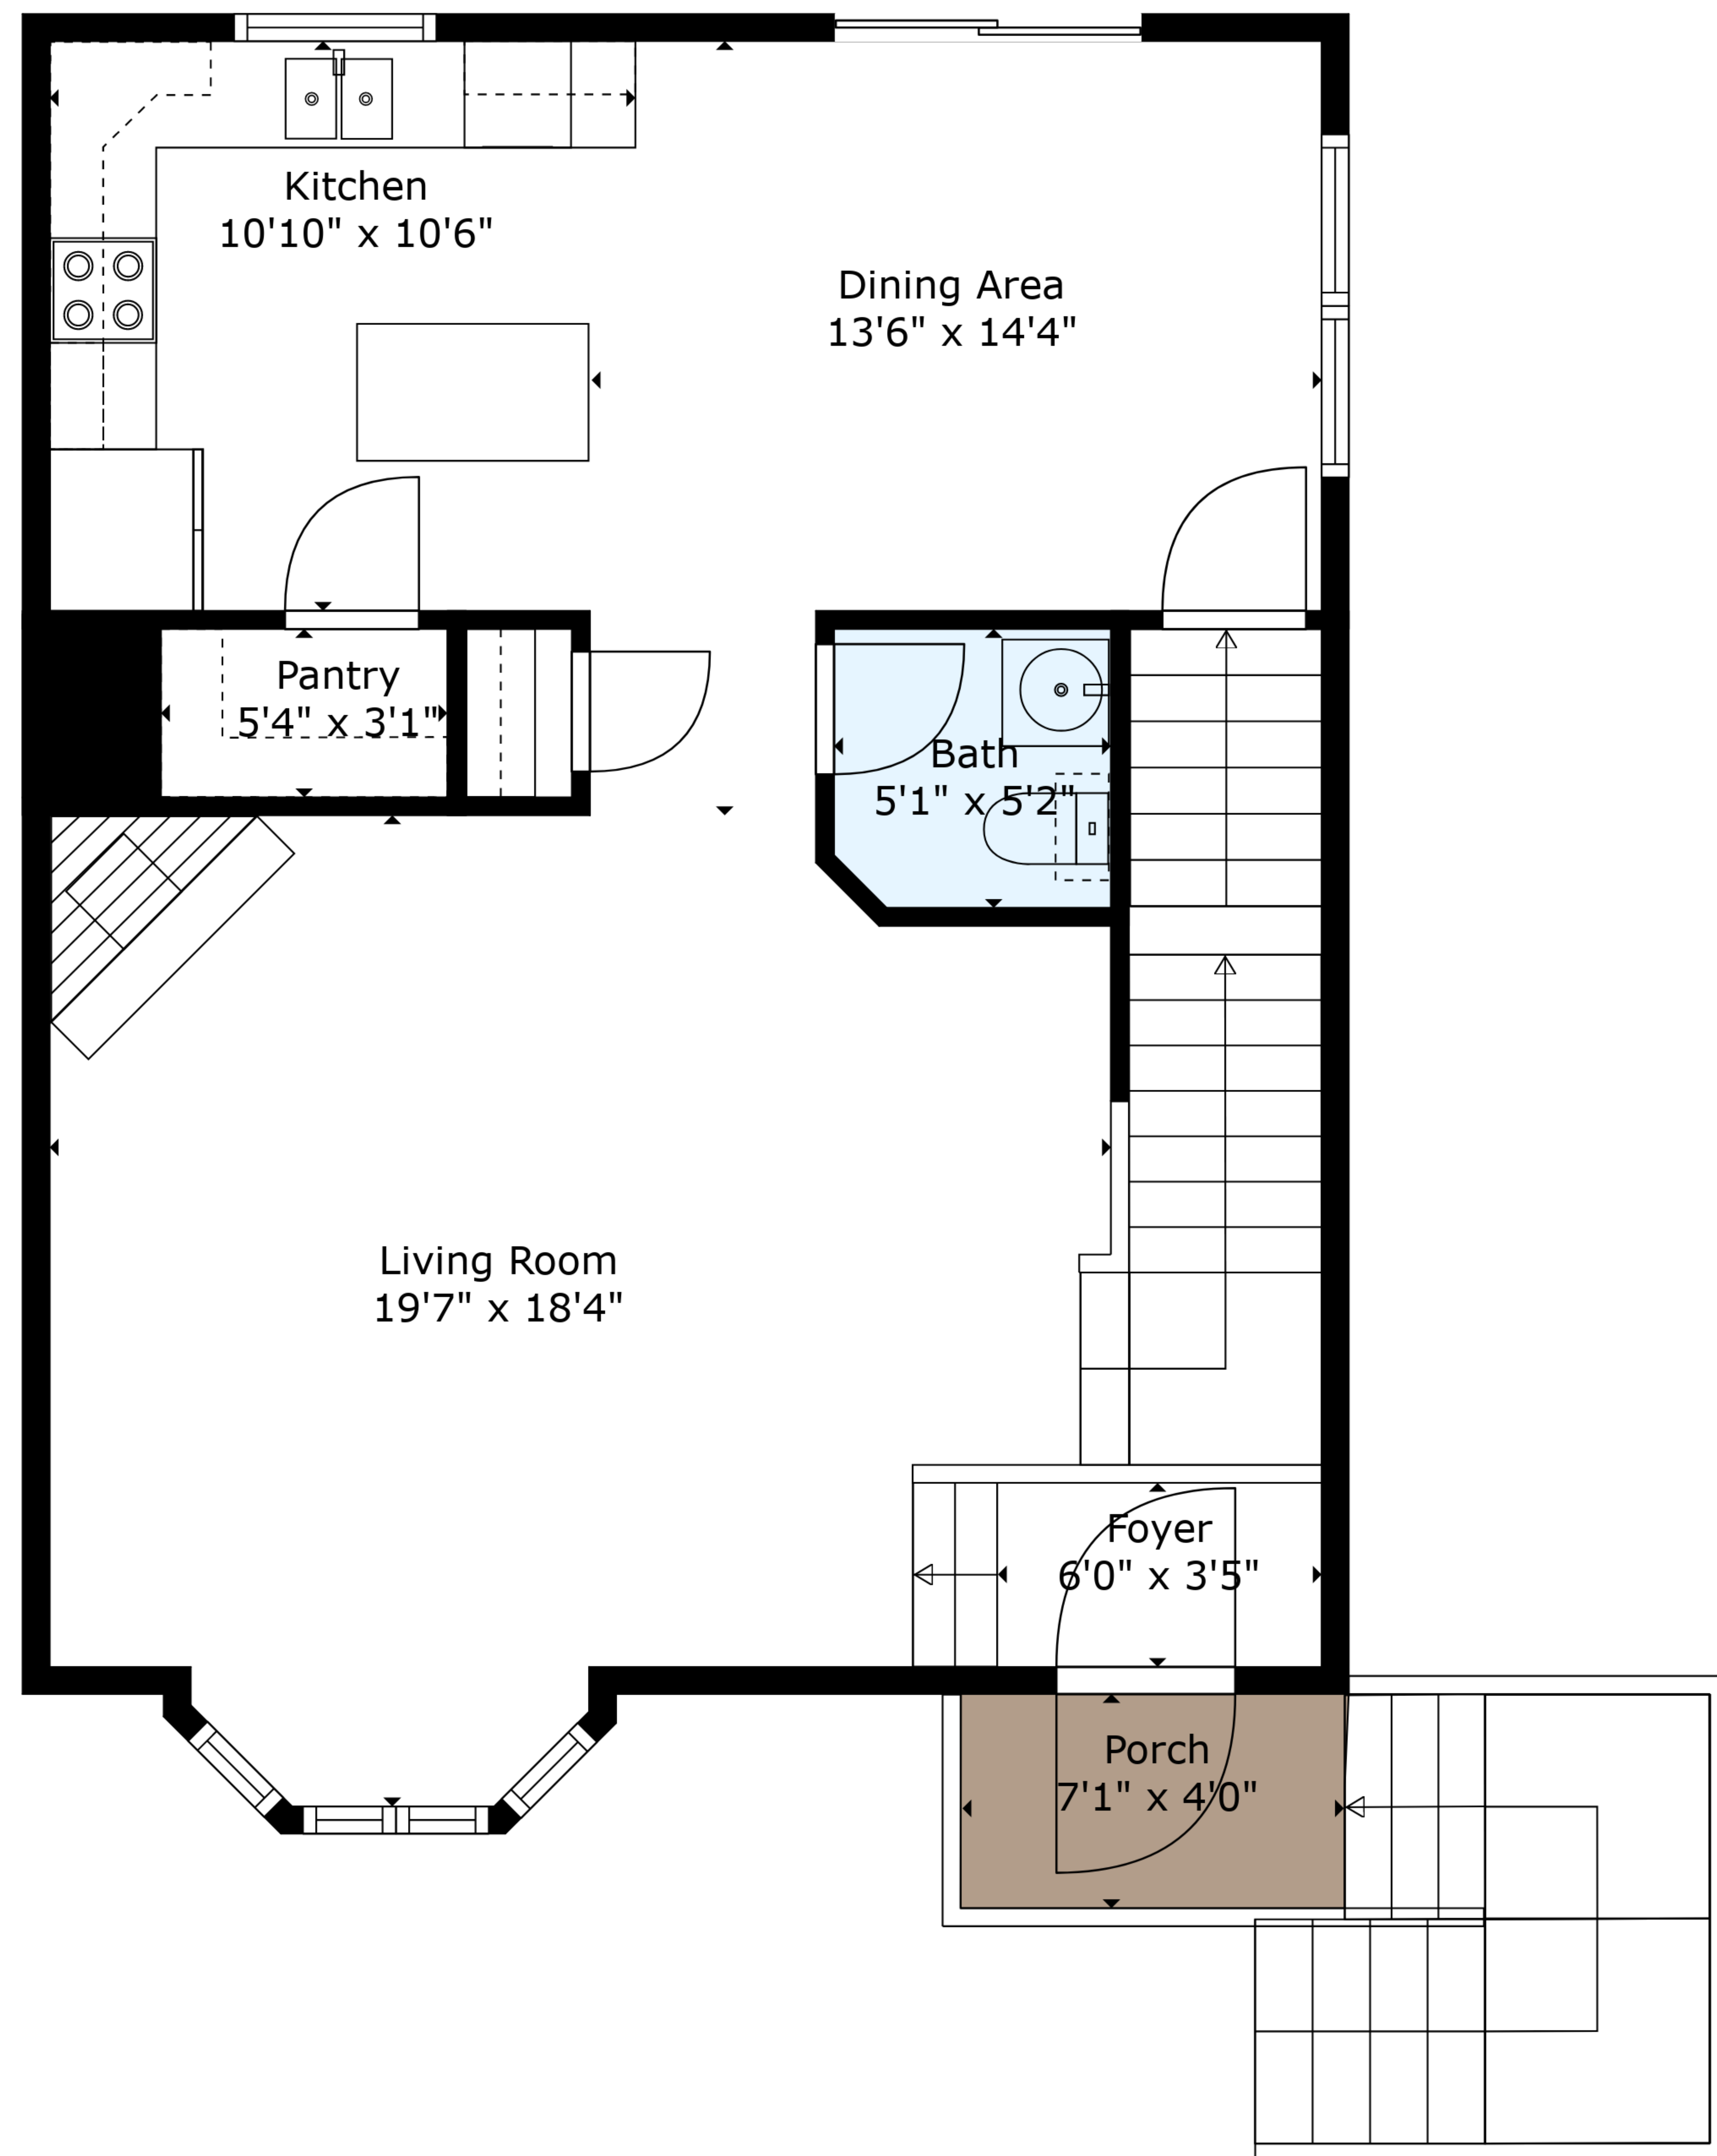 Kitchen
10'10" x 10'6"
Dining Area
13'6" x 14'4"
Pantry
5'4" x 3'1"
Bath
5'1" x 5'2"
Living Room
19'7" x 18'4"
Foyer
6'0" x 3'5"
Porch
7'1" x 4'0"